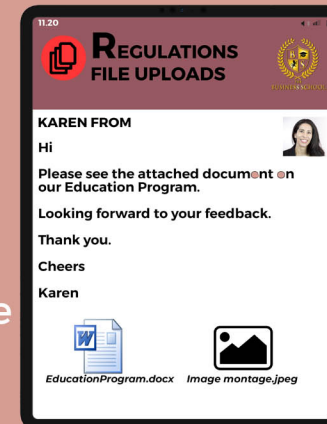 11.20
REGULATIONS
FILE UPLOADS
B S
BUSINESS SCHOOL
KAREN FROM
Hi
Please see the attached document on
our Education Program.
Looking forward to your feedback.
Thank you.
Cheers
Karen
e
W
EducationProgram.docx Image montage.jpeg